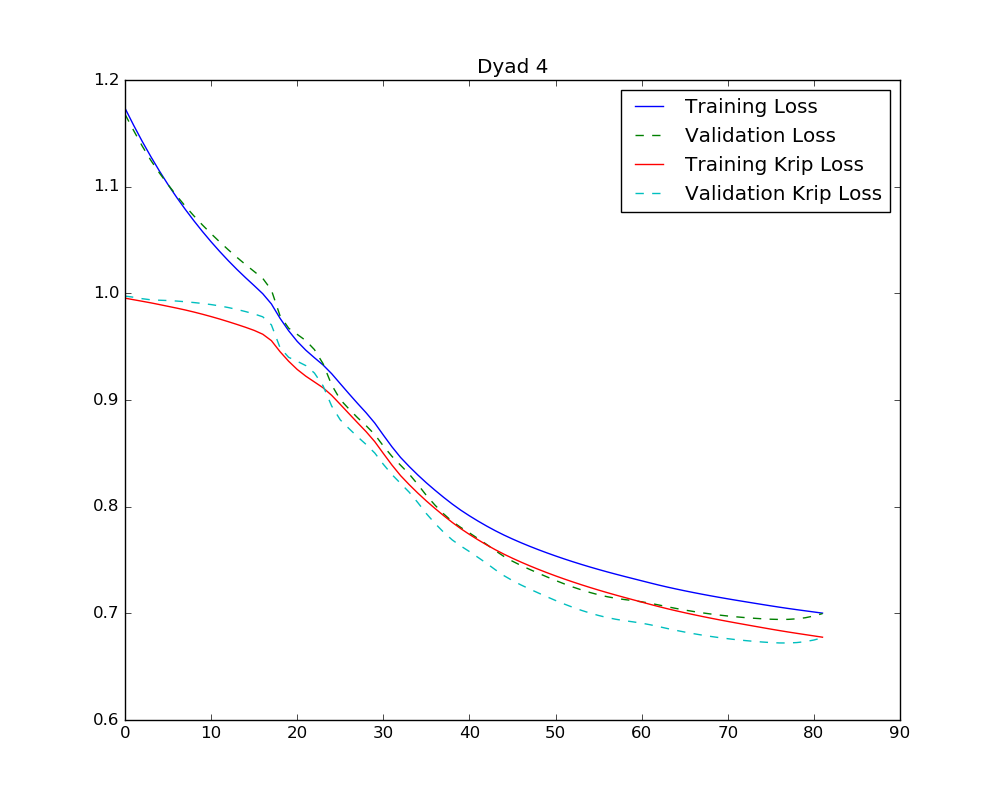 Dyad 4
1.2
1.1
1.0
0.9
0.8
0.7
0.6
0 10 20 30 40 50 60 70 80 90
Training Loss
Validation Loss
Training Krip Loss
Validation Krip Loss